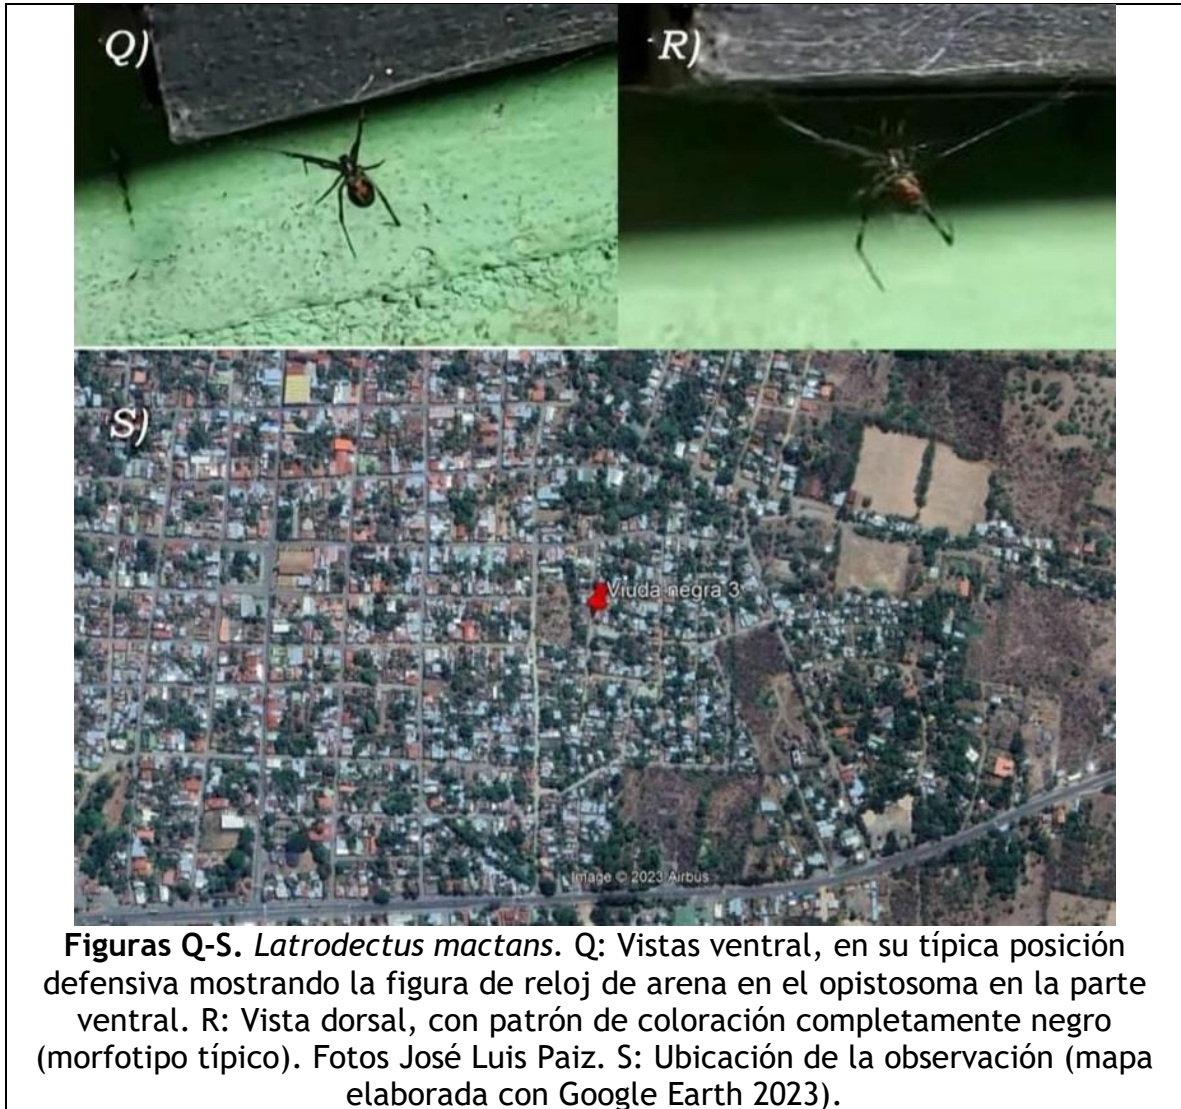 Q)
R)
S)
Viuda negra 3
Image © 2023 Airbus
Figuras Q-S. Latrodectus mactans. Q: Vistas ventral, en su típica posición
defensiva mostrando la figura de reloj de arena en el opistosoma en la parte
ventral. R: Vista dorsal, con patrón de coloración completamente negro
(morfotipo típico). Fotos José Luis Paiz. S: Ubicación de la observación (mapa
elaborada con Google Earth 2023).